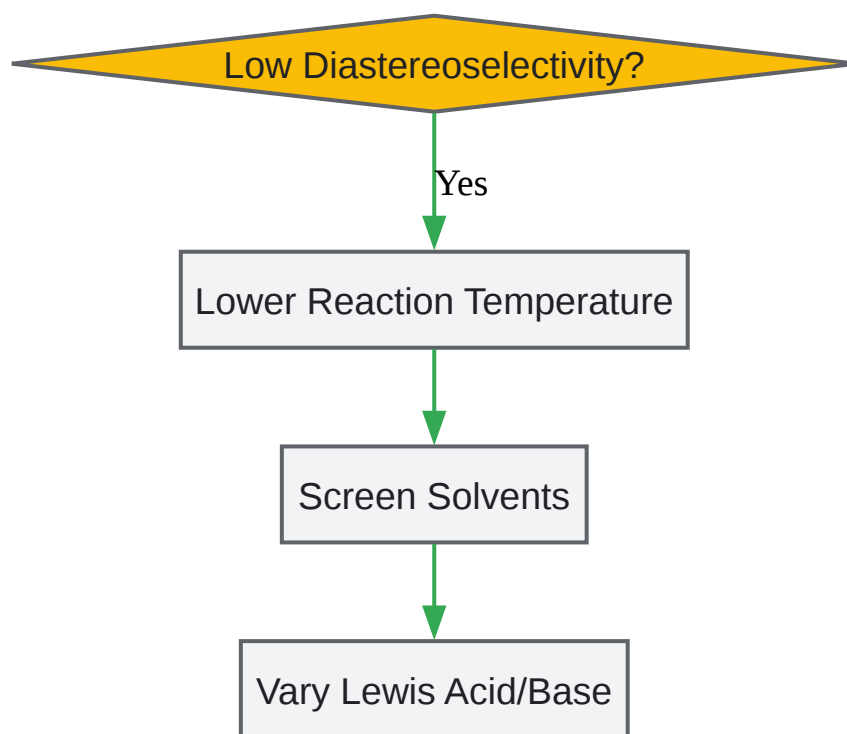 Low Diastereoselectivity?
Yes
Lower Reaction Temperature
Screen Solvents
Vary Lewis Acid/Base